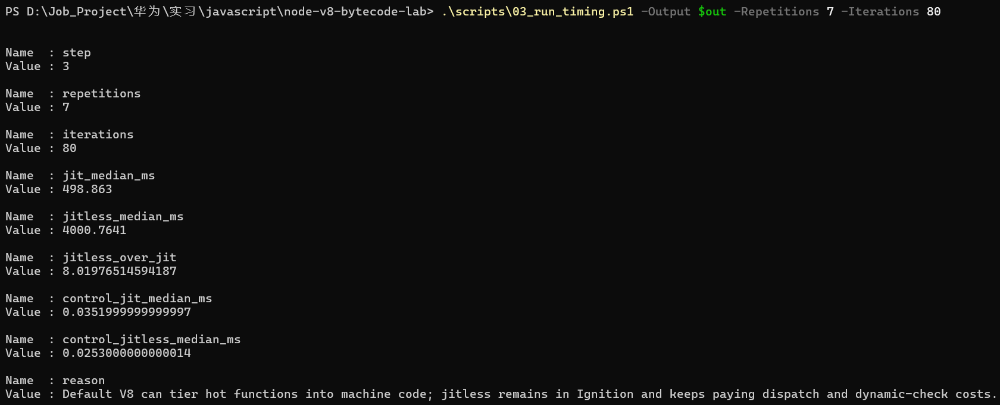 PS D:\Job_Project\华为\实习\javascript\node-v8-bytecode-lab> .\scripts\03_run_timing.ps1 -Output $out -Repetitions 7 -Iterations 80
Name  : step
Value : 3
Name  : repetitions
Value : 7
Name  : iterations
Value : 80
Name  : jit_median_ms
Value : 498.863
Name  : jitless_median_ms
Value : 4000.7641
Name  : jitless_over_jit
Value : 8.01976514594187
Name  : control_jit_median_ms
Value : 0.0351999999999997
Name  : control_jitless_median_ms
Value : 0.0253000000000014
Name  : reason
Value : Default V8 can tier hot functions into machine code; jitless remains in Ignition and keeps paying dispatch and dynamic-check costs.